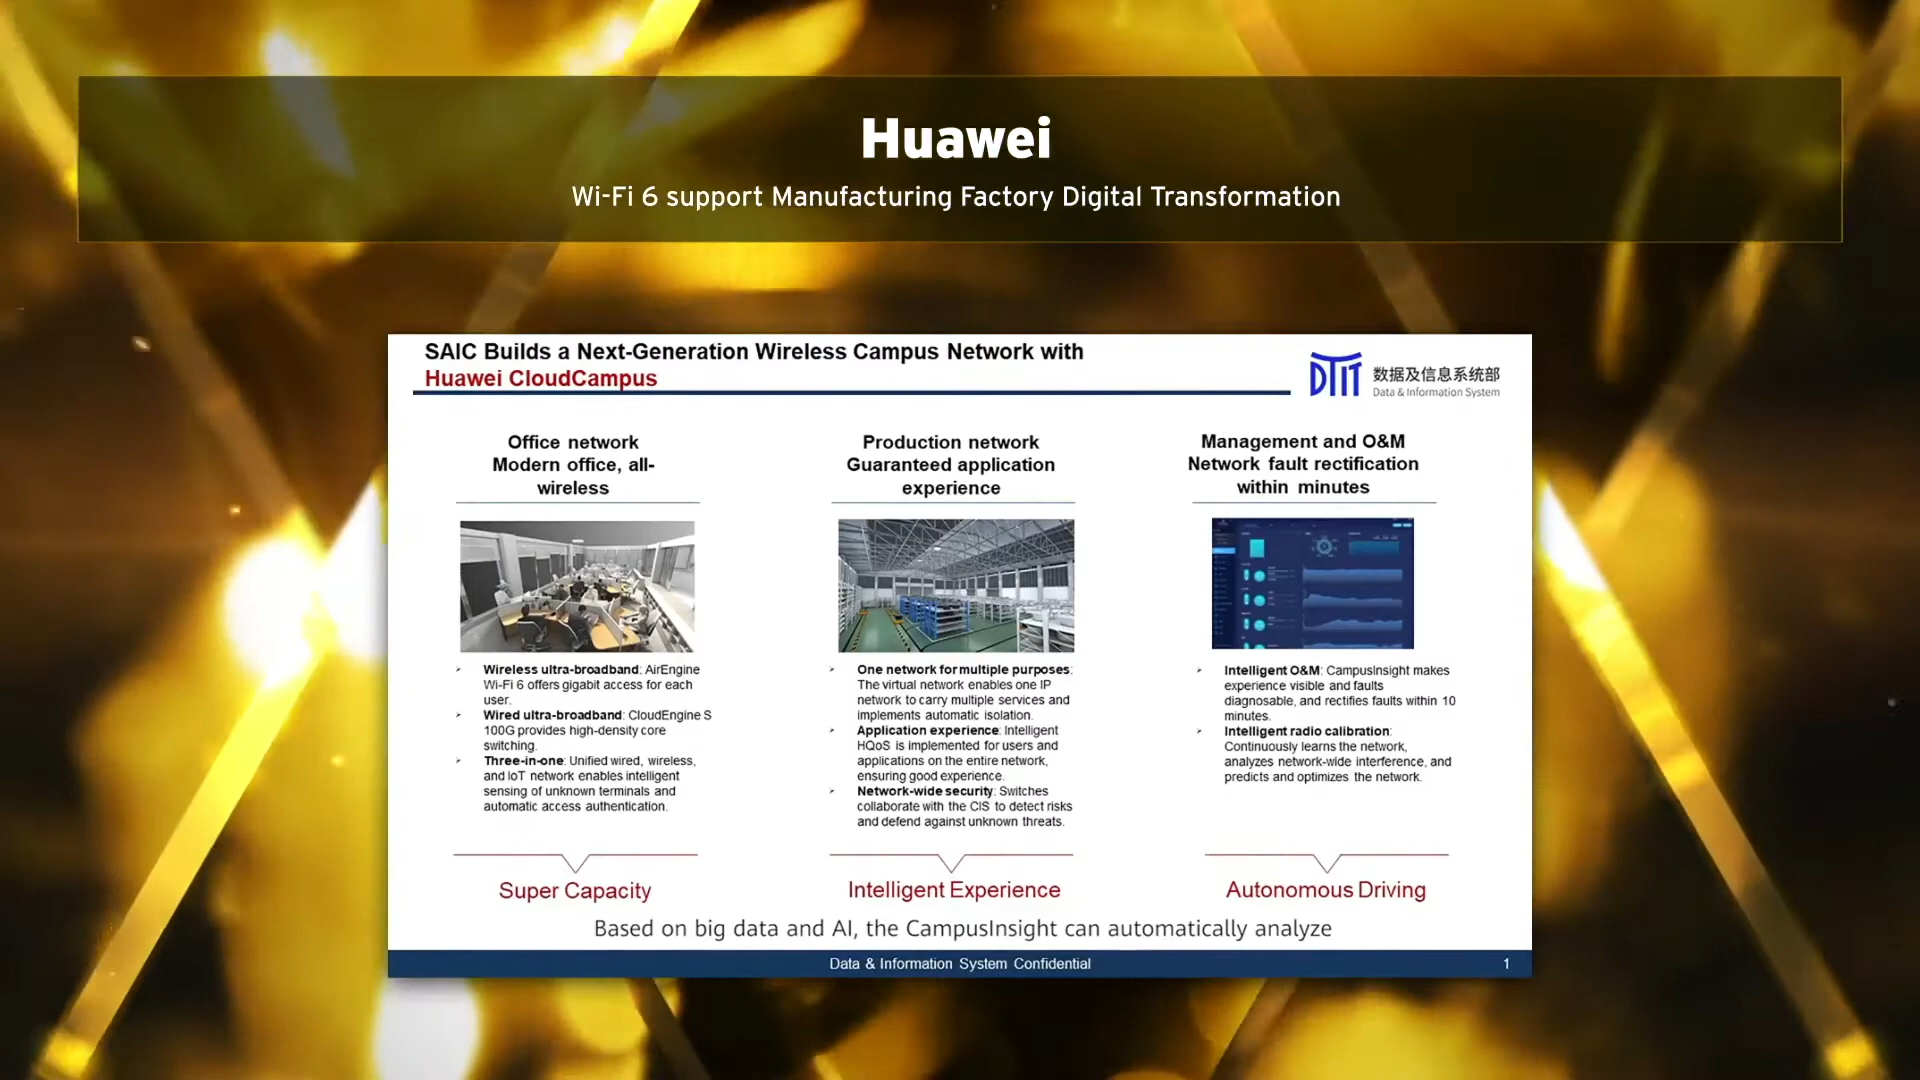 Huawei
Wi-Fi 6 support Manufacturing Factory Digital Transformation
SAIC Builds a Next-Generation Wireless Campus Network with
Huawei CloudCampus
DTIT
数据及信息系统部
Data & Information System
Office network
Modern office, all-
wireless
Wireless ultra-broadband: AirEngine
Wi-Fi 6 offers gigabit access for each
user.
Wired ultra-broadband: CloudEngine S
100G provides high-density core
switching.
Three-in-one: Unified wired, wireless,
and IoT network enables intelligent
sensing of unknown terminals and
automatic access authentication.
Super Capacity
Production network
Guaranteed application
experience
One network for multiple purposes:
The virtual network enables one IP
network to carry multiple services and
implements automatic isolation.
Application experience: Intelligent
HQoS is implemented for users and
applications on the entire network,
ensuring good experience.
Network-wide security: Switches
collaborate with the CIS to detect risks
and defend against unknown threats.
Intelligent Experience
Management and O&M
Network fault rectification
within minutes
Intelligent O&M: CampusInsight makes
experience visible and faults
diagnosable, and rectifies faults within 10
minutes.
Intelligent radio calibration:
Continuously learns the network,
analyzes network-wide interference, and
predicts and optimizes the network.
Autonomous Driving
Based on big data and AI, the CampusInsight can automatically analyze
Data & Information System Confidential
1